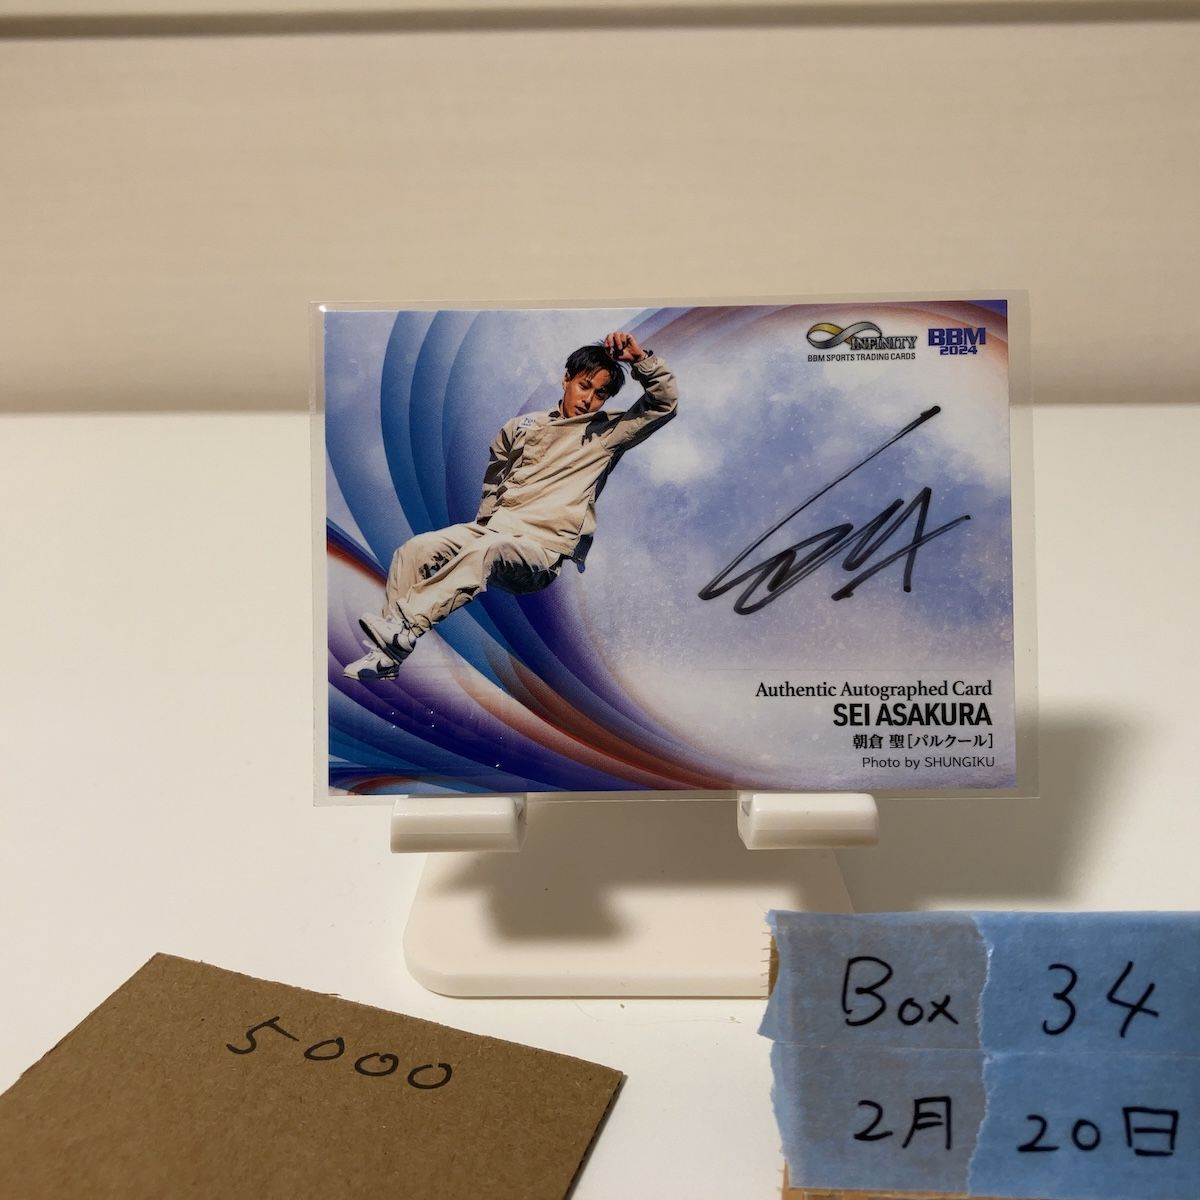 INFINITY
BBM SPORTS TRADING CARDS
BBM
2024
Authentic Autographed Card
SEI ASAKURA
朝倉 聖[パルクール]
Photo by SHUNGIKU
5000
Box 34
2月 20日